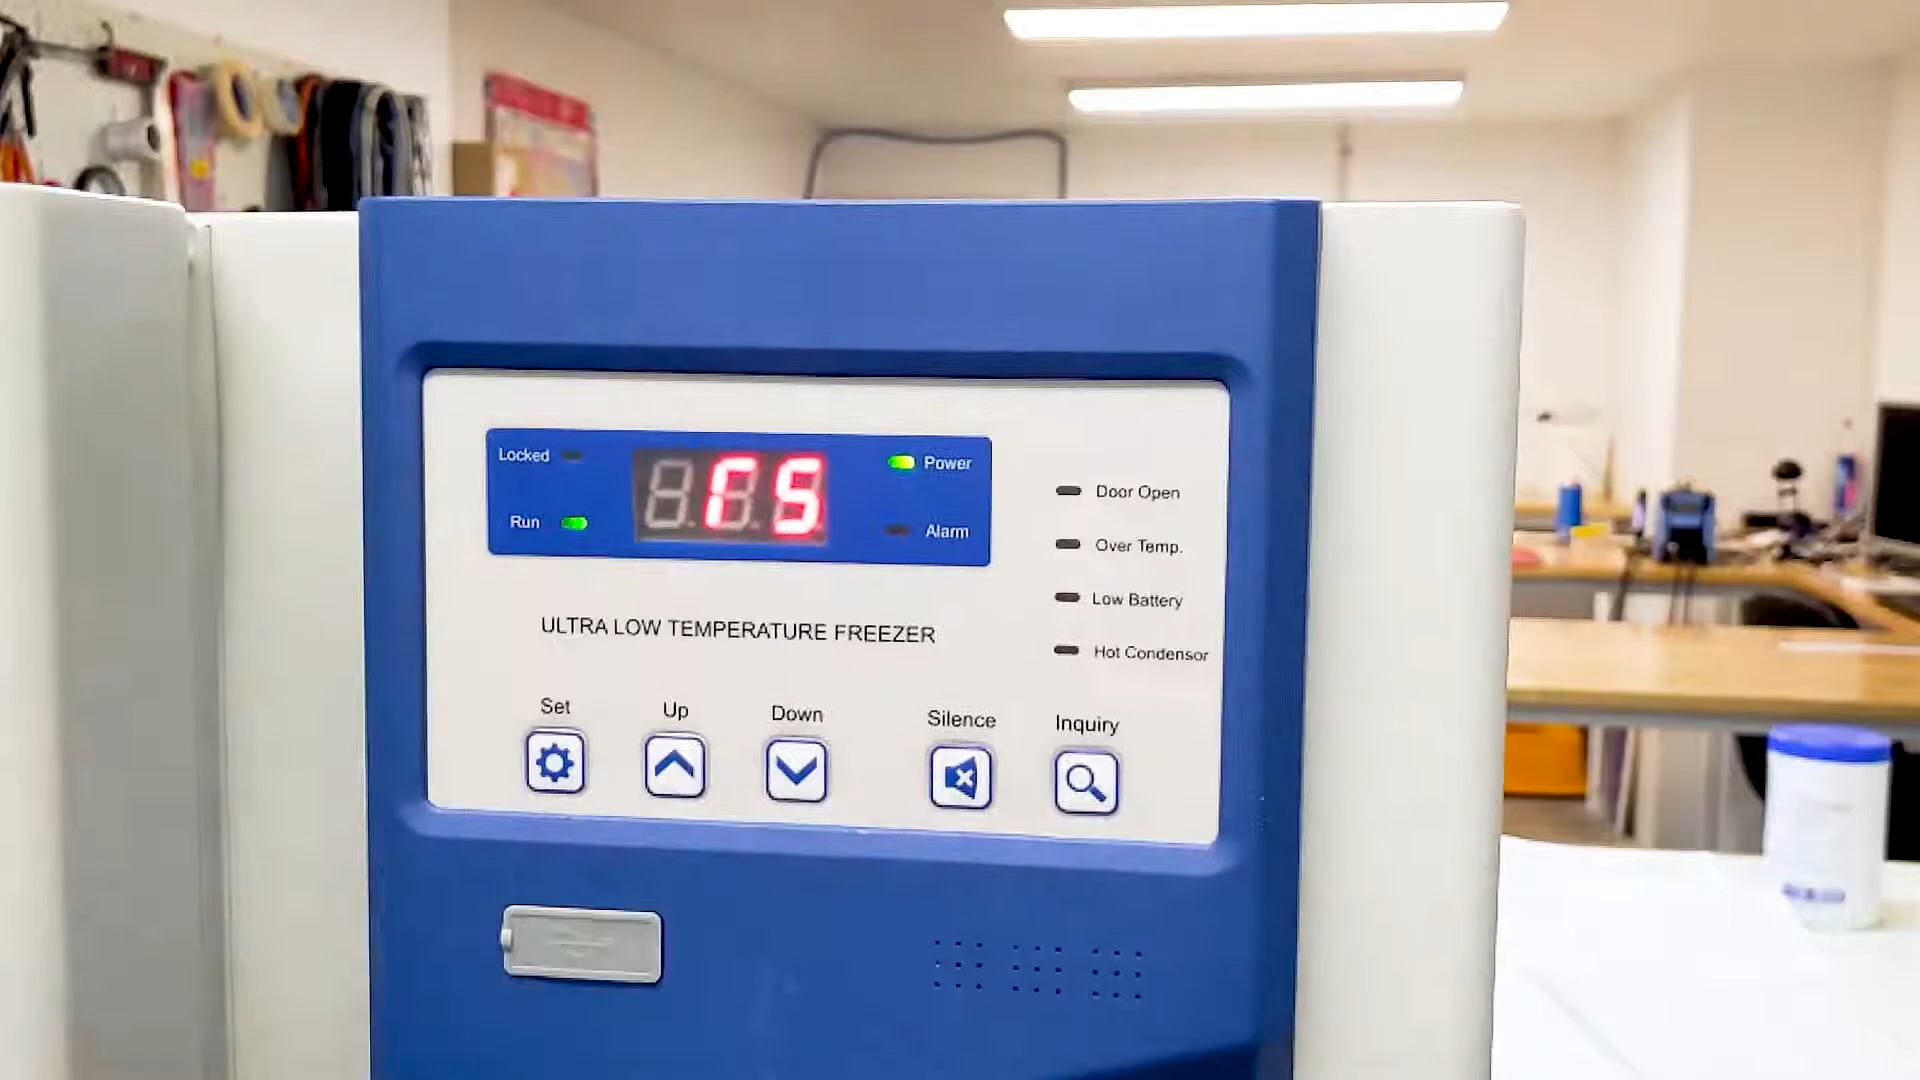 Locked
Power
Run
Alarm
Door Open
Over Temp.
Low Battery
Hot Condensor
ULTRA LOW TEMPERATURE FREEZER
Set
Up
Down
Silence
Inquiry